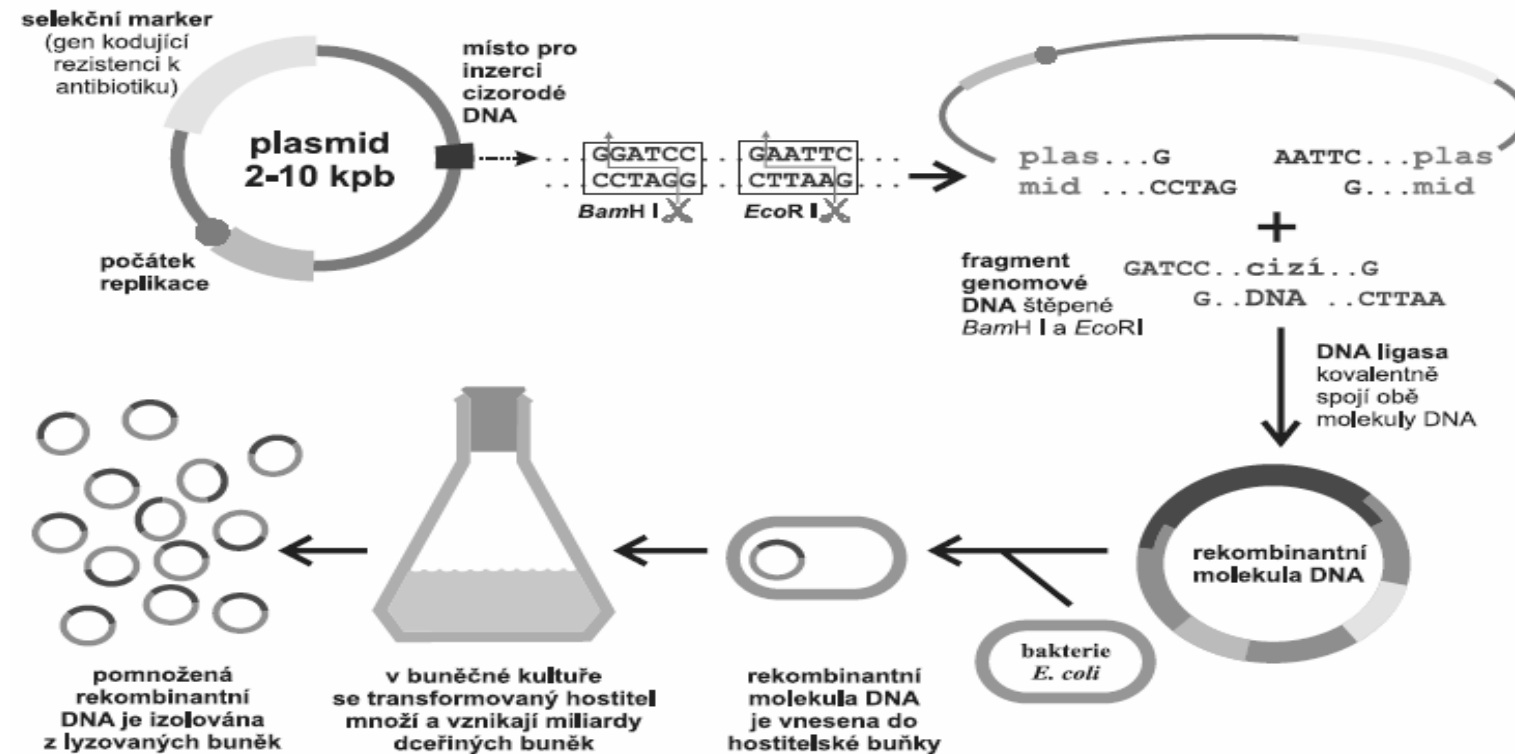 selekční marker
(gen kodující
rezistenci k
antibiotiku)
místo pro
inzerci
cizorodé
DNA
plasmid
2-10 kpb
počátek
replikace
. . . GGATCC. . . GAATTC. . .
. . . CCTAGG. . . CTTAAG. . .
BamH I EcoR I
plas...G AATTC...plas
mid ...CCTAG G...mid
+
fragment
genomové
DNA štěpené
BamH I a EcoRI
GATCC..cizí..G
G..DNA ..CTTAA
DNA ligasa
kovalentně
spojí obě
molekuly DNA
rekombinantní
molekula DNA
bakterie
E. coli
rekombinantní
molekula DNA
je vnesena do
hostitelské buňky
v buněčné kultuře
se transformovaný hostitel
množí a vznikají miliardy
dceřiných buněk
pomnožená
rekombinantní
DNA je izolována
z lyzovaných buněk